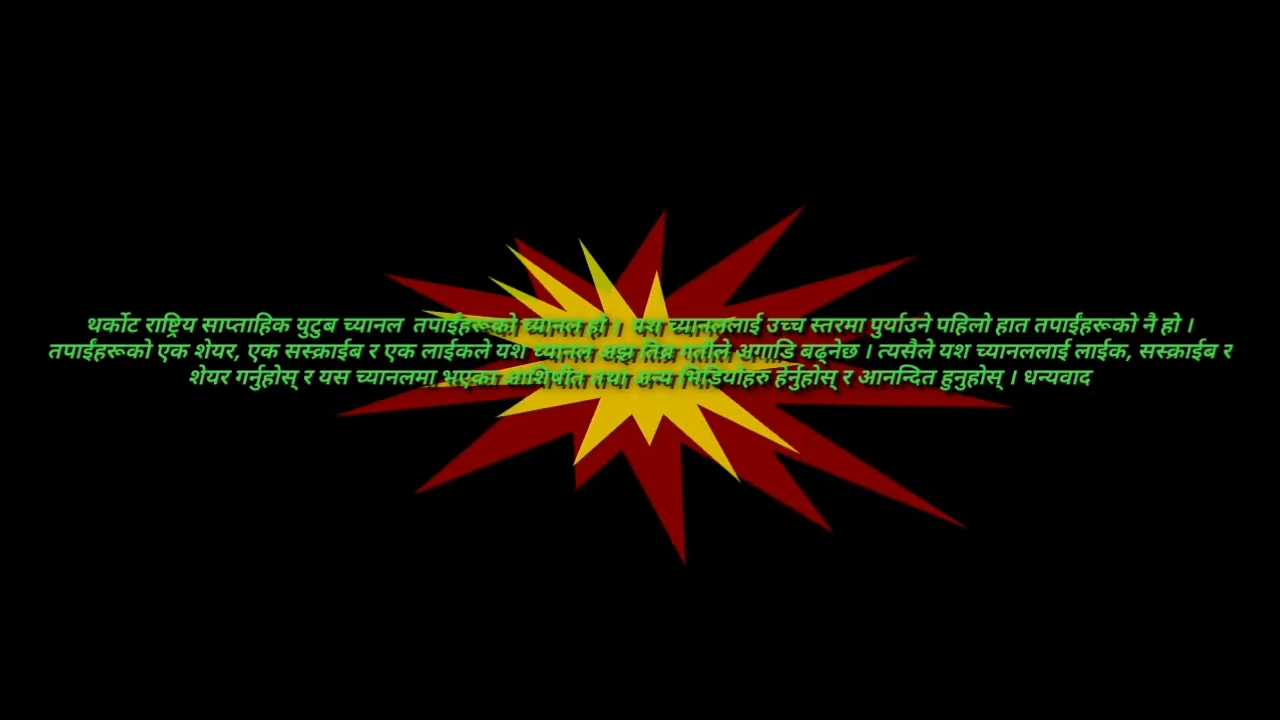 थर्कोट राष्ट्रिय साप्ताहिक युटुब च्यानल तपाईंहरूको च्यानल हो । यश च्यानललाई उच्च स्तरमा पुर्याउने पहिलो हात तपाईंहरूको नै हो ।
तपाईंहरूको एक शेयर, एक सस्क्राईब र एक लाईकले यश च्यानल अझ तिब्र गतीले अगाडि बढ्नेछ । त्यसैले यश च्यानललाई लाईक, सस्क्राईब र
शेयर गर्नुहोस् र यस च्यानलमा भएका तथा अन्य भिडियोहरु हेर्नुहोस् र आनन्दित हुनुहोस् । धन्यवाद